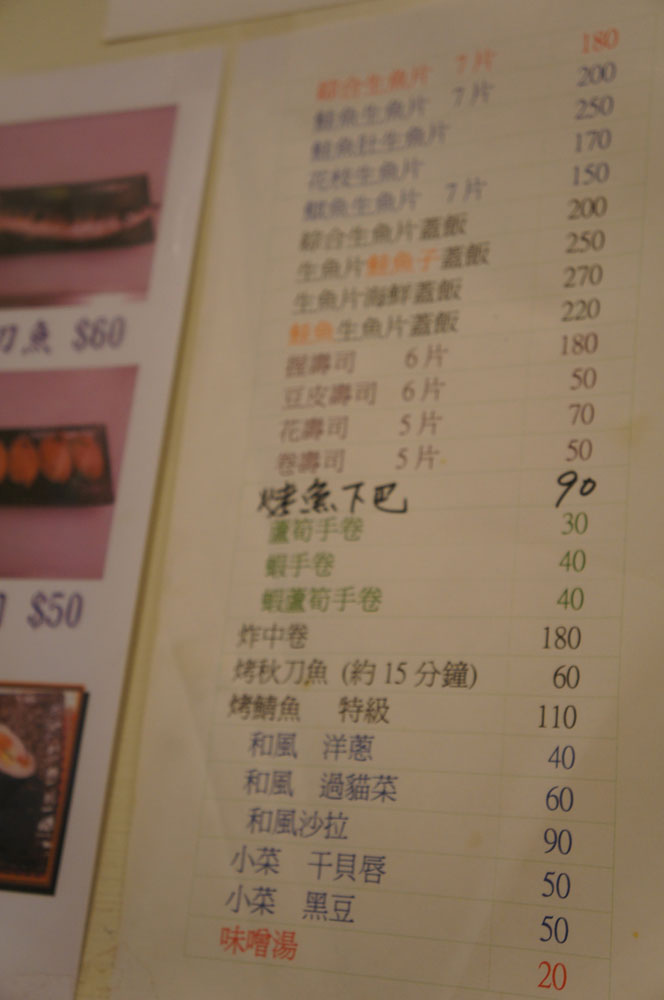 綜合生魚片 7片 180
鮭魚生魚片 7片 200
鮭魚肚生魚片 250
花枝生魚片 170
魷魚生魚片 7片 150
綜合生魚片蓋飯 200
生魚片鮭魚子蓋飯 250
生魚片海鮮蓋飯 270
鮭魚生魚片蓋飯 220
握壽司 6片 180
豆皮壽司 6片 50
花壽司 5片 70
卷壽司 5片 50
烤魚下巴 90
蘆筍手卷 30
蝦手卷 40
蝦蘆筍手卷 40
炸中卷 180
烤秋刀魚 (約15分鐘) 60
烤鯖魚 特級 110
和風 洋蔥 40
和風 過貓菜 60
和風沙拉 90
小菜 干貝唇 50
小菜 黑豆 50
味噌湯 20
刀魚 $60
$50